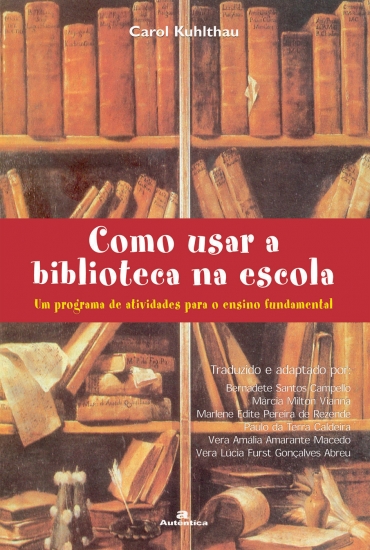 Carol Kuhlthau
Como usar a
biblioteca na escola
Um programa de atividades para o ensino fundamental
Traduzido e adaptado por:
Bernadete Santos Campello
Marcia Milton Vianna
Marlene Edite Pereira de Rezende
Paulo da Terra Caldeira
Vera Amália Amarante Macedo
Vera Lúcia Furst Gonçalves Abreu
a
Autêntica